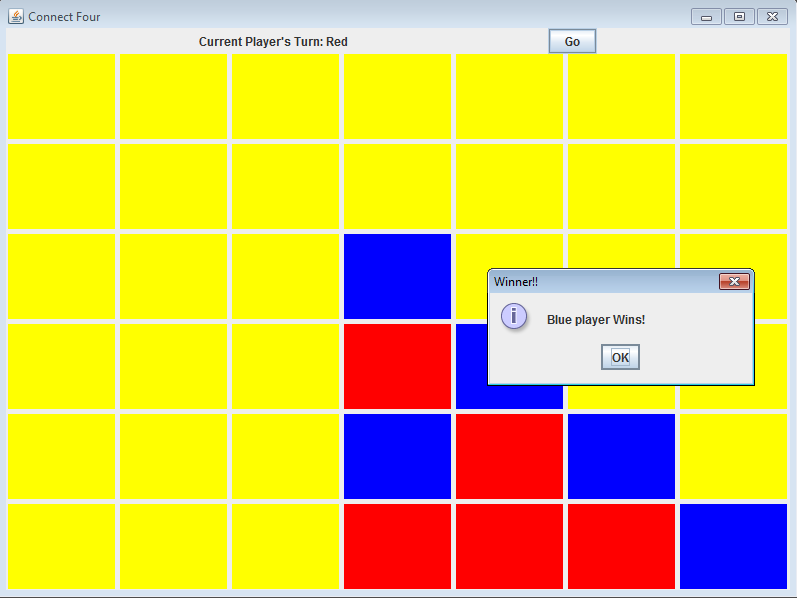 Connect Four
Current Player's Turn: Red
Go
Winner!!
Blue player Wins!
OK